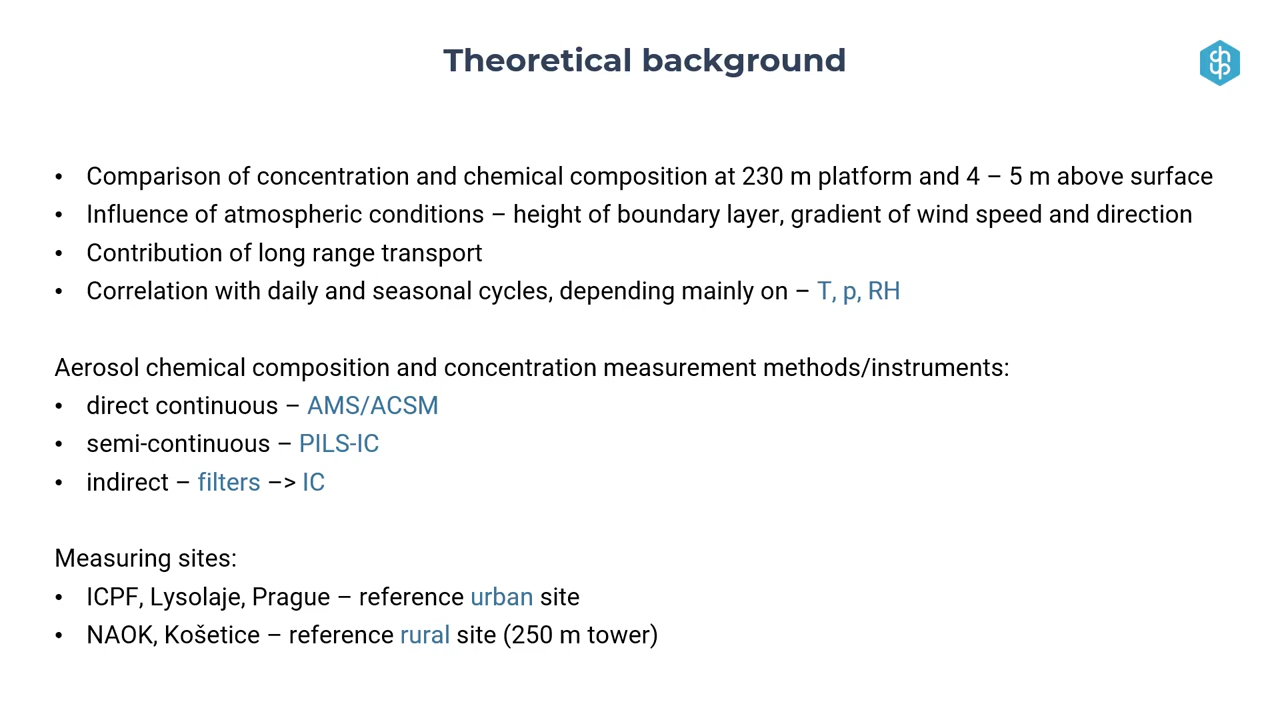 Theoretical background
• Comparison of concentration and chemical composition at 230 m platform and 4 – 5 m above surface
• Influence of atmospheric conditions – height of boundary layer, gradient of wind speed and direction
• Contribution of long range transport
• Correlation with daily and seasonal cycles, depending mainly on – T, p, RH
Aerosol chemical composition and concentration measurement methods/instruments:
• direct continuous – AMS/ACSM
• semi-continuous – PILS-IC
• indirect – filters –> IC
Measuring sites:
• ICPF, Lysolaje, Prague – reference urban site
• NAOK, Košetice – reference rural site (250 m tower)